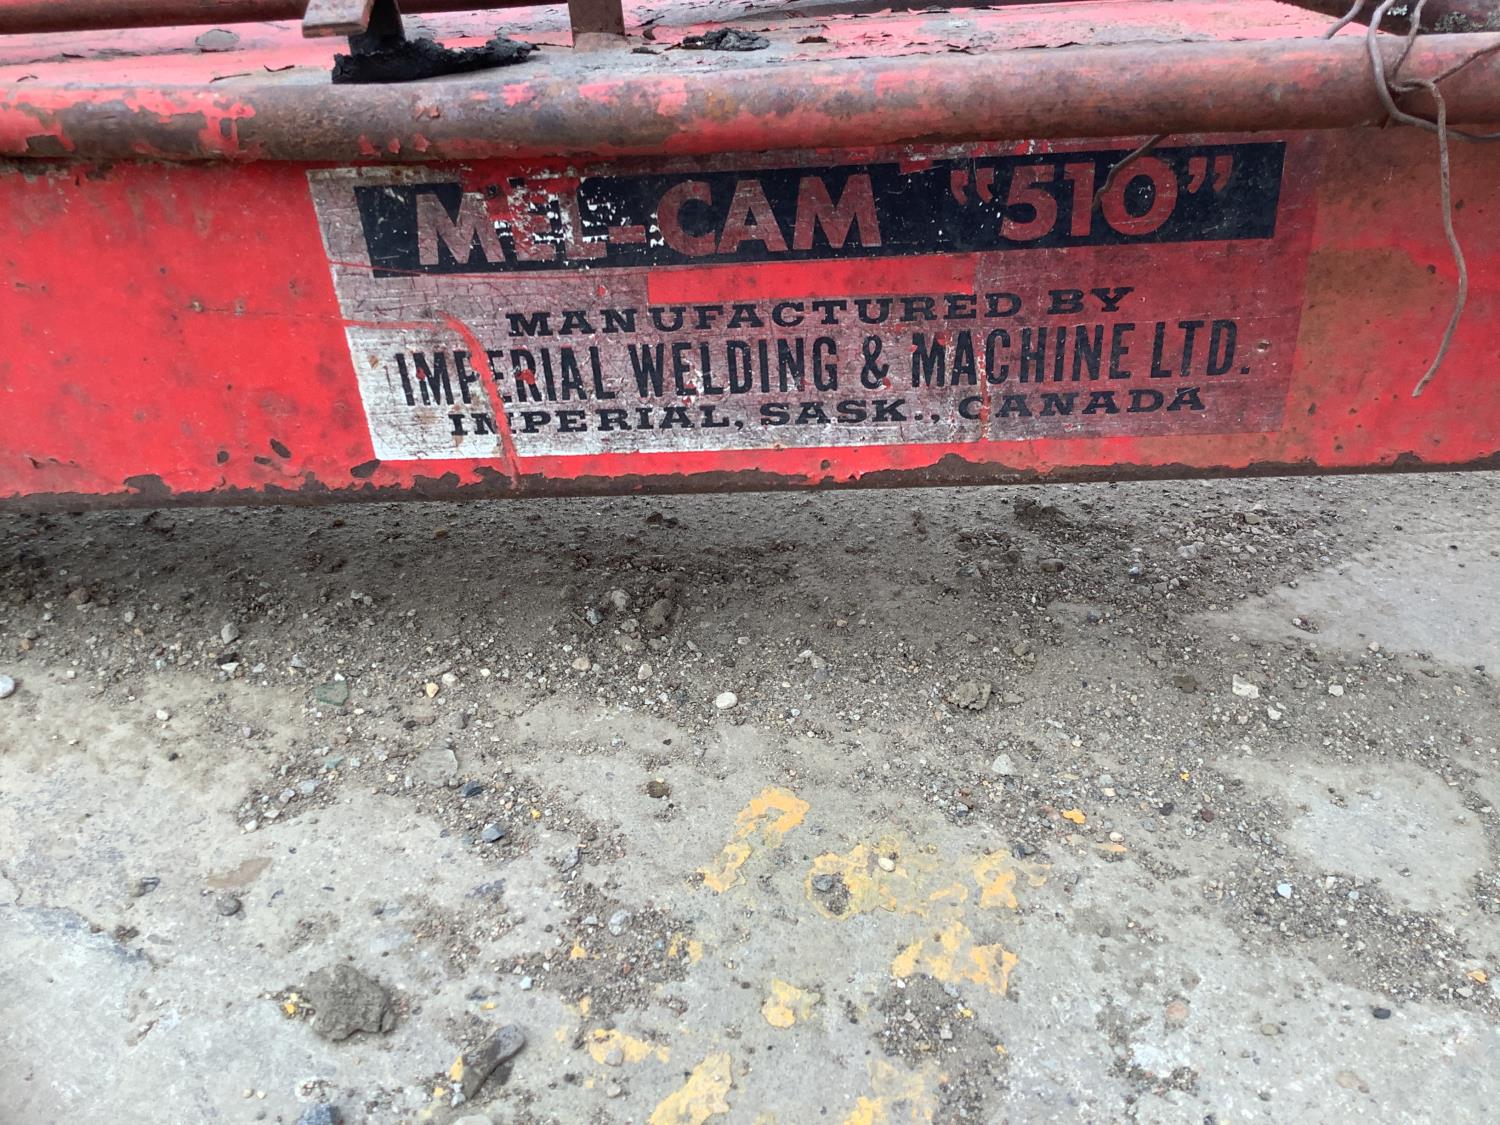 MEL-CAM "510"
MANUFACTURED BY
IMPERIAL WELDING & MACHINE LTD.
IMPERIAL, SASK., CANADA